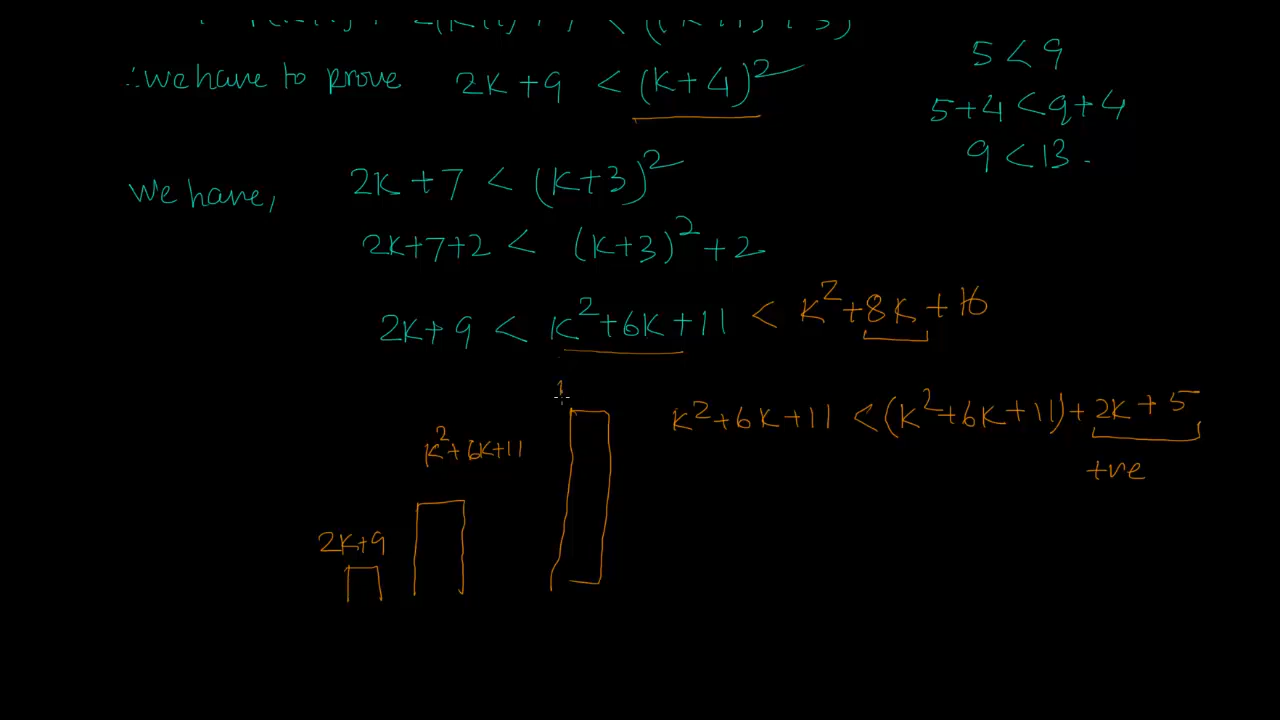 ∴ we have to prove 2k+9 < (k+4)²
5 < 9
5+4 < 9+4
9 < 13.
We have, 2k+7 < (k+3)²
2k+7+2 < (k+3)²+2
2k+9 < k²+6k+11 < k²+8k+16
k²+6k+11 < (k²+6k+11)+2k+5
+ve
k²+6k+11
2k+9